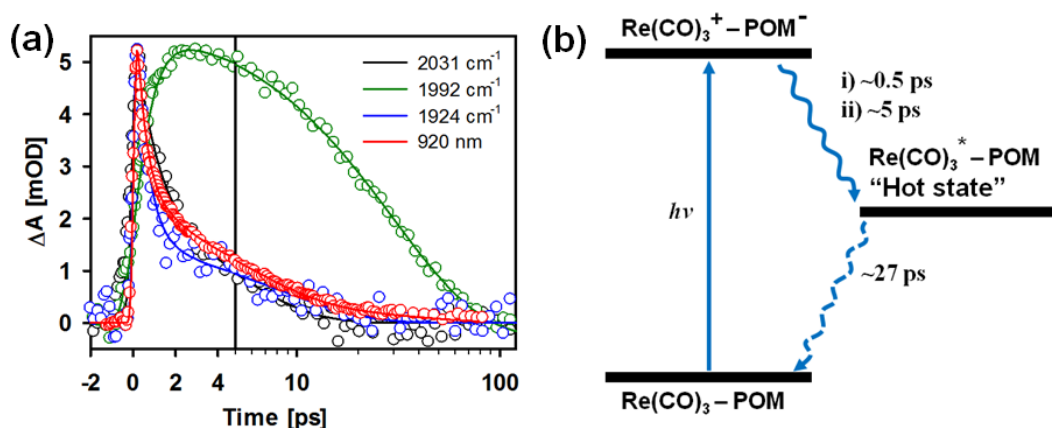 (a)
ΔA [mOD]
5
4
3
2
1
0
2031 cm⁻¹
1992 cm⁻¹
1924 cm⁻¹
920 nm
-2 0 2 4 10 100
Time [ps]
(b)
Re(CO)₃⁺ – POM⁻
i) ~0.5 ps
ii) ~5 ps
Re(CO)₃* – POM
“Hot state”
hν
~27 ps
Re(CO)₃ – POM